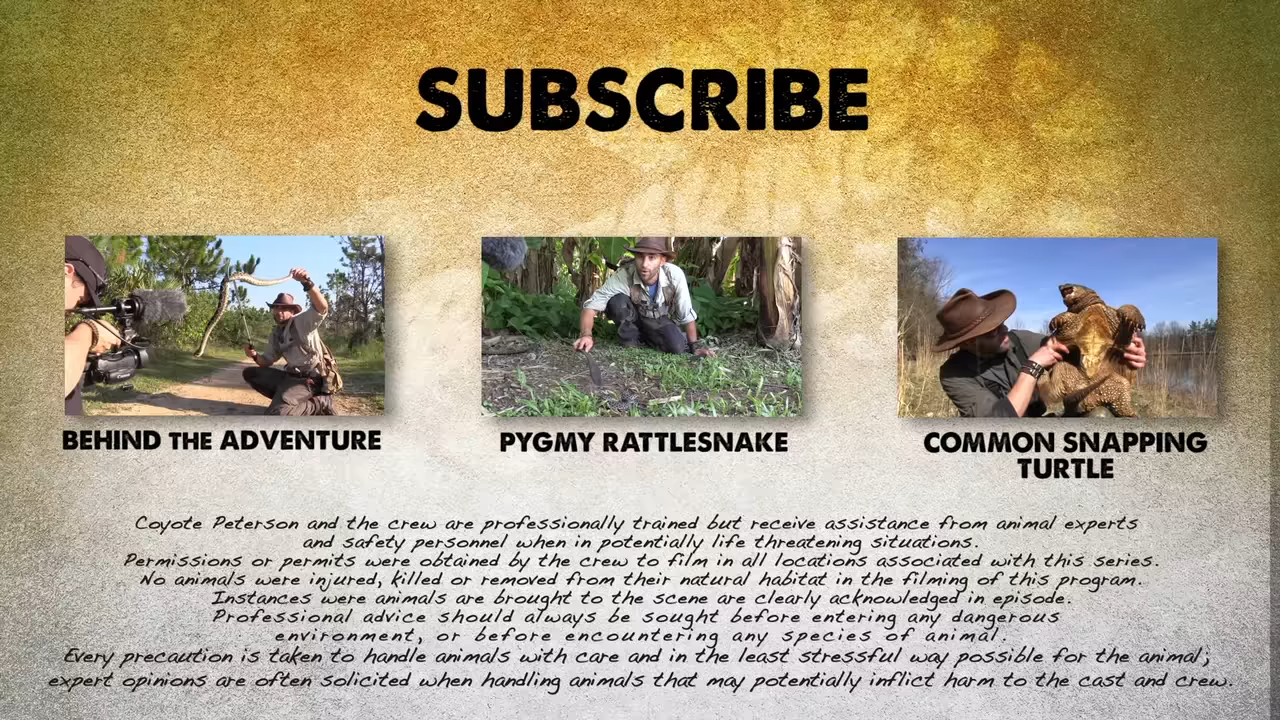 SUBSCRIBE
BEHIND THE ADVENTURE
PYGMY RATTLESNAKE
COMMON SNAPPING
TURTLE
Coyote Peterson and the crew are professionally trained but receive assistance from animal experts
and safety personnel when in potentially life threatening situations.
Permissions or permits were obtained by the crew to film in all locations associated with this series.
No animals were injured, killed or removed from their natural habitat in the filming of this program.
Instances were animals are brought to the scene are clearly acknowledged in episode.
Professional advice should always be sought before entering any dangerous
environment, or before encountering any species of animal.
Every precaution is taken to handle animals with care and in the least stressful way possible for the animal;
expert opinions are often solicited when handling animals that may potentially inflict harm to the cast and crew.